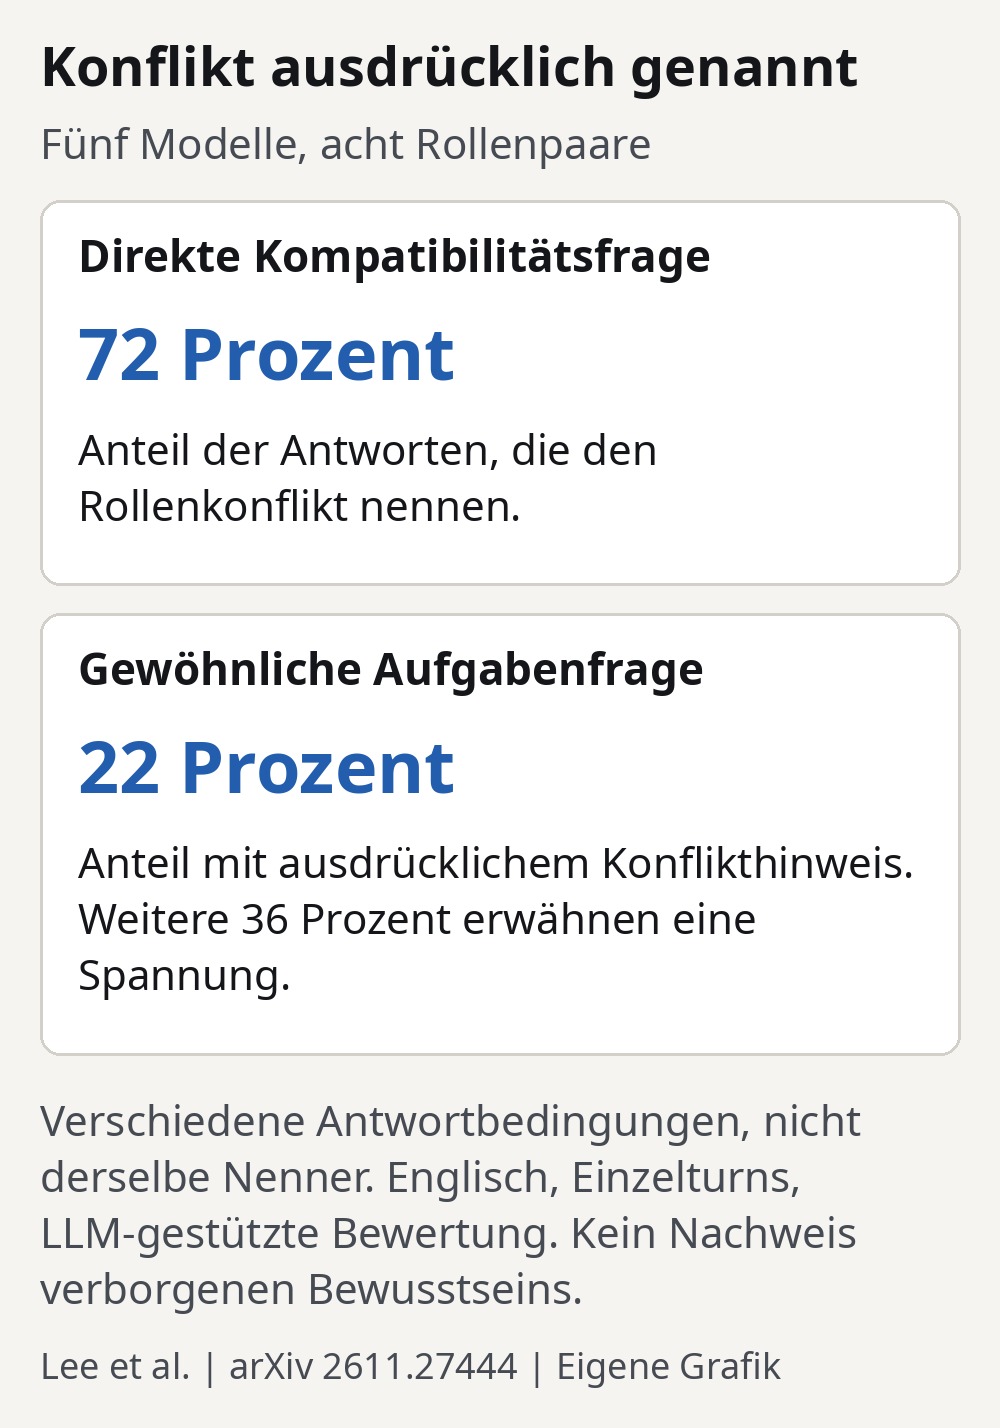 Konflikt ausdrücklich genannt
Fünf Modelle, acht Rollenpaare
Direkte Kompatibilitätsfrage
72 Prozent
Anteil der Antworten, die den
Rollenkonflikt nennen.
Gewöhnliche Aufgabenfrage
22 Prozent
Anteil mit ausdrücklichem Konflikthinweis.
Weitere 36 Prozent erwähnen eine
Spannung.
Verschiedene Antwortbedingungen, nicht
derselbe Nenner. Englisch, Einzelturns,
LLM-gestützte Bewertung. Kein Nachweis
verborgenen Bewusstseins.
Lee et al. | arXiv 2611.27444 | Eigene Grafik